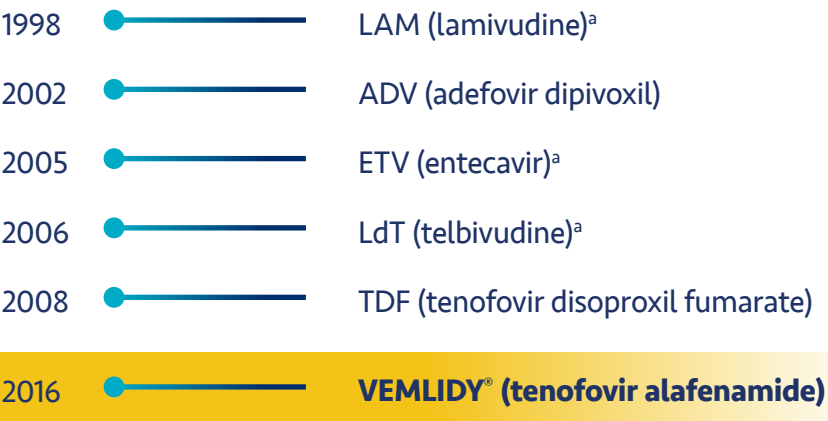 1998 LAM (lamivudine)ᵃ
2002 ADV (adefovir dipivoxil)
2005 ETV (entecavir)ᵃ
2006 LdT (telbivudine)ᵃ
2008 TDF (tenofovir disoproxil fumarate)
2016 VEMLIDY® (tenofovir alafenamide)